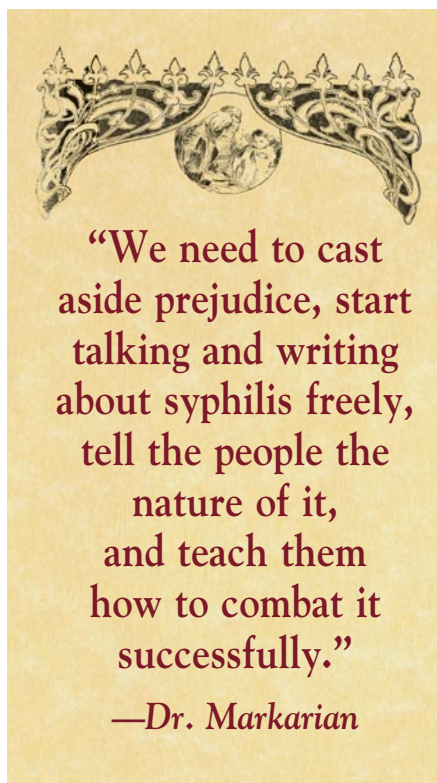 “We need to cast
aside prejudice, start
talking and writing
about syphilis freely,
tell the people the
nature of it,
and teach them
how to combat it
successfully.”
—Dr. Markarian